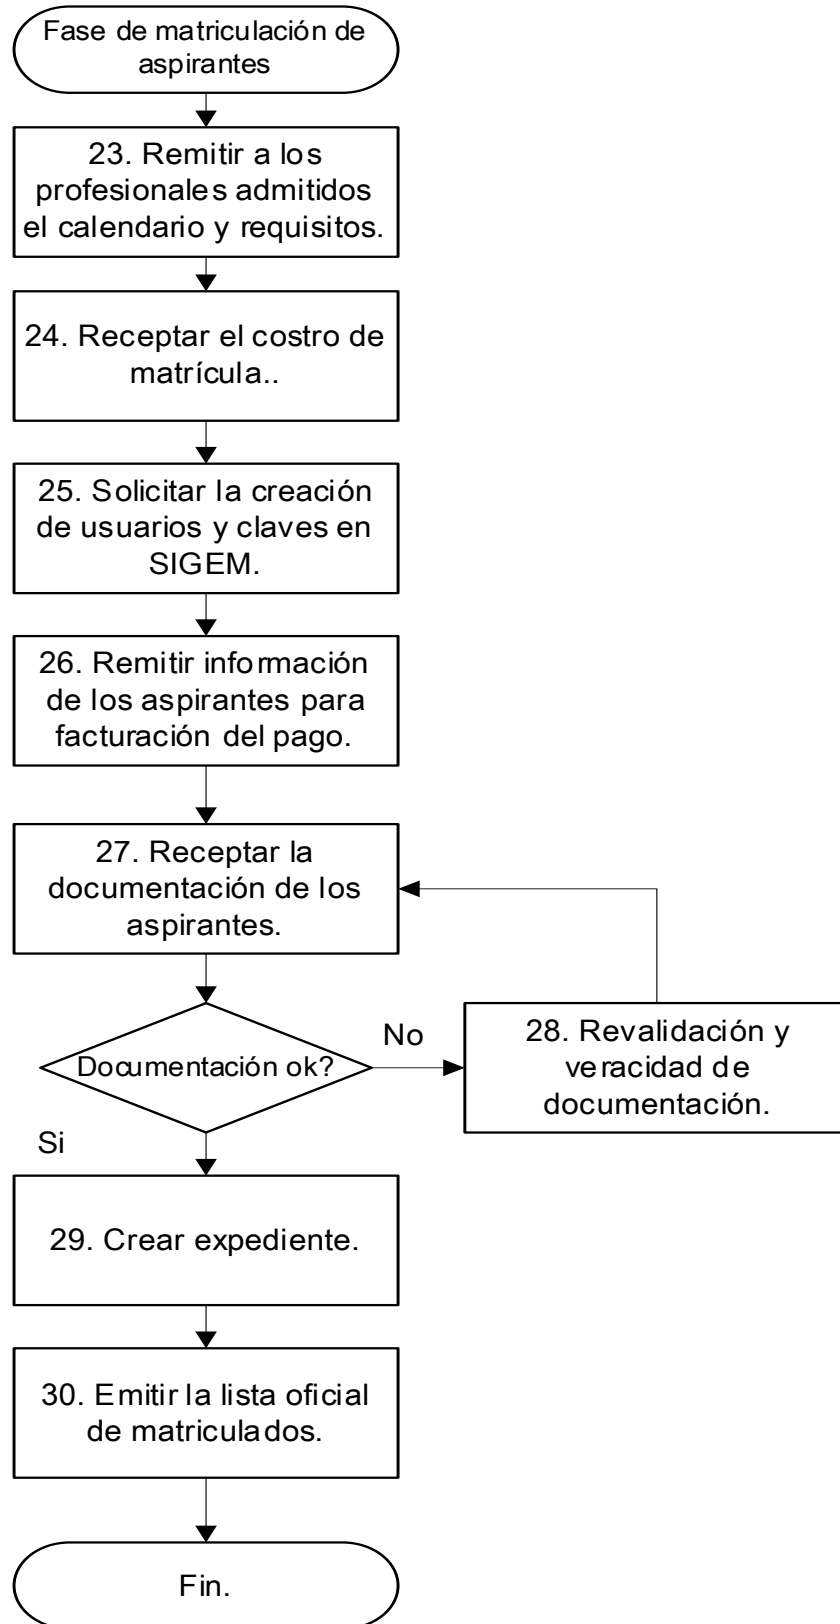 Fase de matriculación de
aspirantes
23. Remitir a los
profesionales admitidos
el calendario y requisitos.
24. Receptar el costro de
matrícula..
25. Solicitar la creación
de usuarios y claves en
SIGEM.
26. Remitir información
de los aspirantes para
facturación del pago.
27. Receptar la
documentación de los
aspirantes.
Documentación ok?
No
28. Revalidación y
veracidad de
documentación.
Si
29. Crear expediente.
30. Emitir la lista oficial
de matriculados.
Fin.